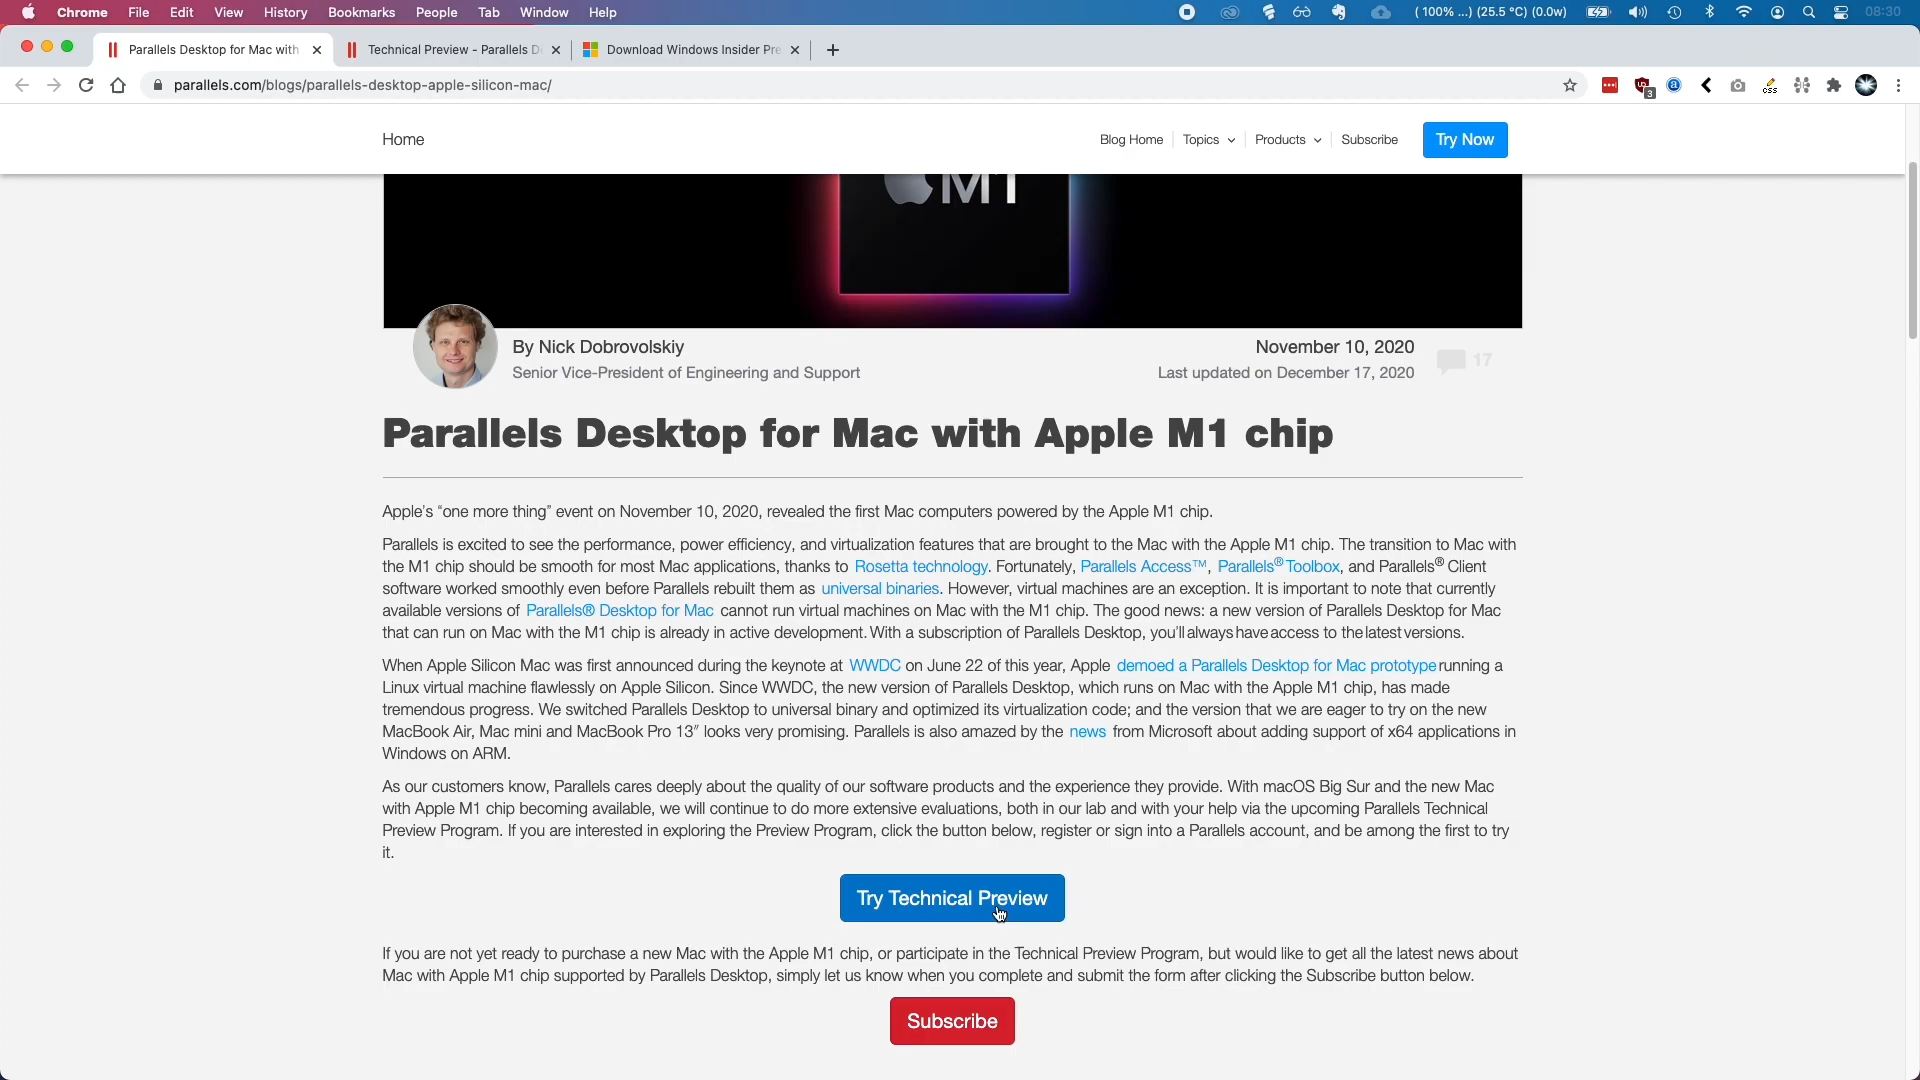 Chrome File Edit View History Bookmarks People Tab Window Help (100% ...) (25.5 °C) (0.0w) 08:30
Parallels Desktop for Mac with Technical Preview - Parallels D Download Windows Insider Pre
parallels.com/blogs/parallels-desktop-apple-silicon-mac/ 3 a css
Home Blog Home Topics Products Subscribe Try Now
M1
By Nick Dobrovolskiy November 10, 2020
Senior Vice-President of Engineering and Support Last updated on December 17, 2020 17
Parallels Desktop for Mac with Apple M1 chip
Apple's "one more thing" event on November 10, 2020, revealed the first Mac computers powered by the Apple M1 chip.
Parallels is excited to see the performance, power efficiency, and virtualization features that are brought to the Mac with the Apple M1 chip. The transition to Mac with
the M1 chip should be smooth for most Mac applications, thanks to Rosetta technology. Fortunately, Parallels Access™, Parallels® Toolbox, and Parallels® Client
software worked smoothly even before Parallels rebuilt them as universal binaries. However, virtual machines are an exception. It is important to note that currently
available versions of Parallels® Desktop for Mac cannot run virtual machines on Mac with the M1 chip. The good news: a new version of Parallels Desktop for Mac
that can run on Mac with the M1 chip is already in active development. With a subscription of Parallels Desktop, you'll always have access to the latest versions.
When Apple Silicon Mac was first announced during the keynote at WWDC on June 22 of this year, Apple demoed a Parallels Desktop for Mac prototype running a
Linux virtual machine flawlessly on Apple Silicon. Since WWDC, the new version of Parallels Desktop, which runs on Mac with the Apple M1 chip, has made
tremendous progress. We switched Parallels Desktop to universal binary and optimized its virtualization code; and the version that we are eager to try on the new
MacBook Air, Mac mini and MacBook Pro 13″ looks very promising. Parallels is also amazed by the news from Microsoft about adding support of x64 applications in
Windows on ARM.
As our customers know, Parallels cares deeply about the quality of our software products and the experience they provide. With macOS Big Sur and the new Mac
with Apple M1 chip becoming available, we will continue to do more extensive evaluations, both in our lab and with your help via the upcoming Parallels Technical
Preview Program. If you are interested in exploring the Preview Program, click the button below, register or sign into a Parallels account, and be among the first to try
it.
Try Technical Preview
If you are not yet ready to purchase a new Mac with the Apple M1 chip, or participate in the Technical Preview Program, but would like to get all the latest news about
Mac with Apple M1 chip supported by Parallels Desktop, simply let us know when you complete and submit the form after clicking the Subscribe button below.
Subscribe